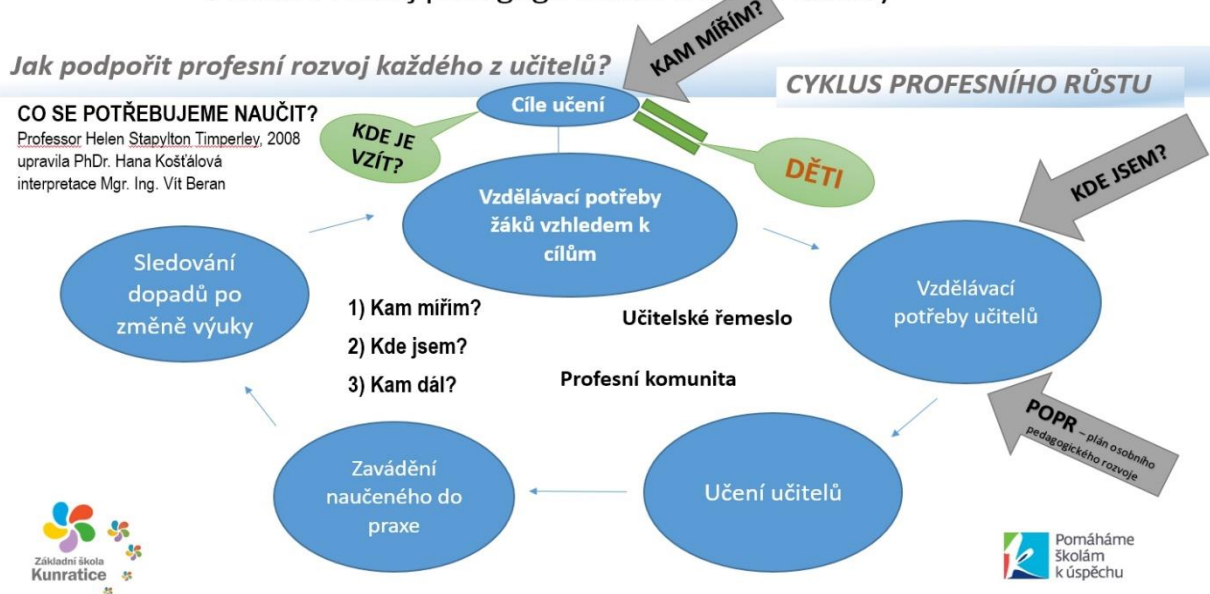 Jak podpořit profesní rozvoj každého z učitelů?
CYKLUS PROFESNÍHO RŮSTU
CO SE POTŘEBUJEME NAUČIT?
Professor Helen Stapylton Timperley, 2008
upravila PhDr. Hana Košťálová
interpretace Mgr. Ing. Vít Beran
KAM MÍŘÍM?
Cíle učení
KDE JE
VZÍT?
DĚTI
KDE JSEM?
Vzdělávací potřeby
žáků vzhledem k
cílům
Vzdělávací
potřeby učitelů
POPR – plán osobního
pedagogického rozvoje
Učení učitelů
Zavádění
naučeného do
praxe
Sledování
dopadů po
změně výuky
1) Kam mířim?
2) Kde jsem?
3) Kam dál?
Učitelské řemeslo
Profesní komunita
Základní škola
Kunratice
Pomáháme
školám
k úspěchu